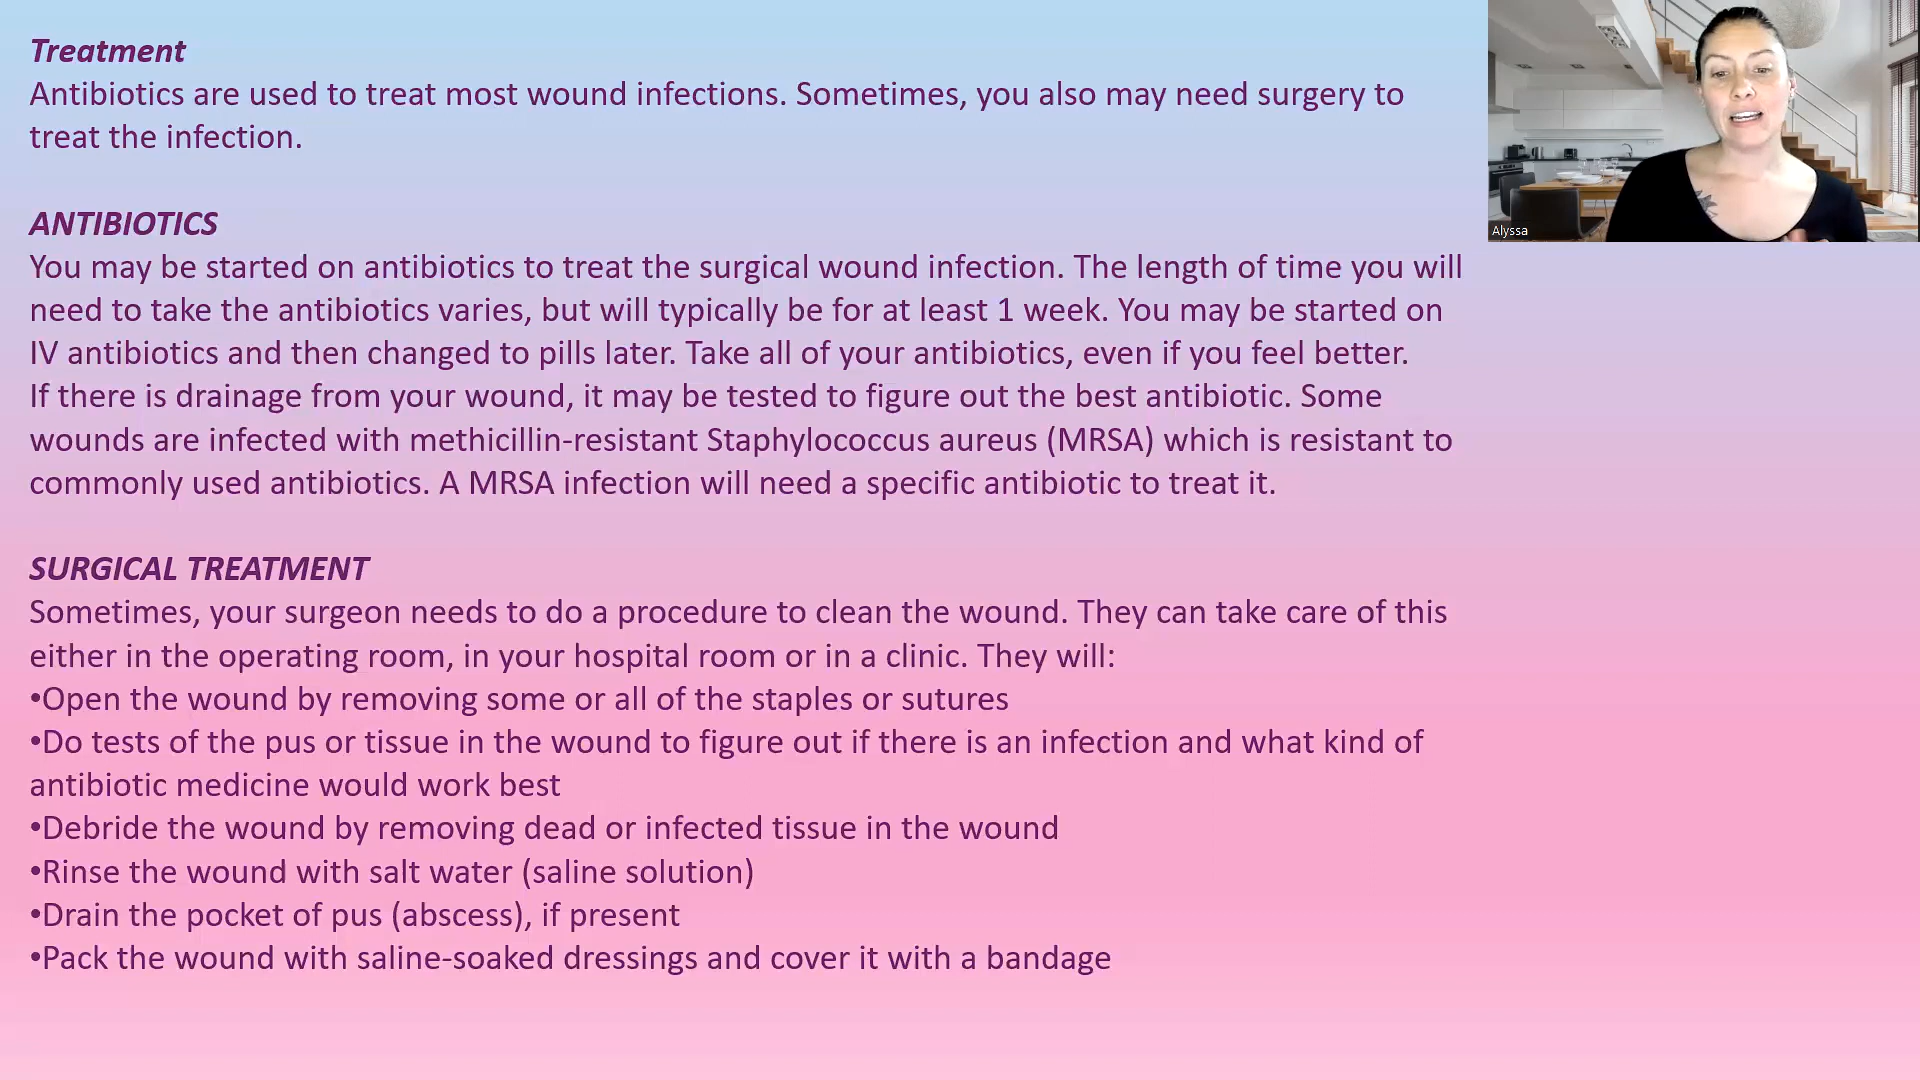 Treatment
Antibiotics are used to treat most wound infections. Sometimes, you also may need surgery to
treat the infection.
ANTIBIOTICS
You may be started on antibiotics to treat the surgical wound infection. The length of time you will
need to take the antibiotics varies, but will typically be for at least 1 week. You may be started on
IV antibiotics and then changed to pills later. Take all of your antibiotics, even if you feel better.
If there is drainage from your wound, it may be tested to figure out the best antibiotic. Some
wounds are infected with methicillin-resistant Staphylococcus aureus (MRSA) which is resistant to
commonly used antibiotics. A MRSA infection will need a specific antibiotic to treat it.
SURGICAL TREATMENT
Sometimes, your surgeon needs to do a procedure to clean the wound. They can take care of this
either in the operating room, in your hospital room or in a clinic. They will:
•Open the wound by removing some or all of the staples or sutures
•Do tests of the pus or tissue in the wound to figure out if there is an infection and what kind of
antibiotic medicine would work best
•Debride the wound by removing dead or infected tissue in the wound
•Rinse the wound with salt water (saline solution)
•Drain the pocket of pus (abscess), if present
•Pack the wound with saline-soaked dressings and cover it with a bandage
Alyssa